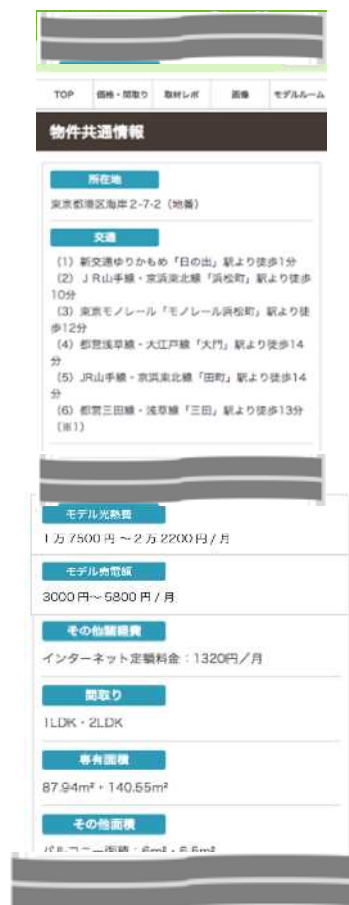 TOP 価格・間取り 取材レポ 画像 モデルルーム
物件共通情報
所在地
東京都港区海岸2-7-2（地番）
交通
（1）新交通ゆりかもめ「日の出」駅より徒歩1分
（2）ＪＲ山手線・京浜東北線「浜松町」駅より徒歩
10分
（3）東京モノレール「モノレール浜松町」駅より徒
歩12分
（4）都営浅草線・大江戸線「大門」駅より徒歩14
分
（5）JR山手線・京浜東北線「田町」駅より徒歩14
分
（6）都営三田線・浅草線「三田」駅より徒歩13分
（※1）
モデル光熱費
1万7500円～2万2200円/月
モデル売電額
3000円～5800円/月
その他諸経費
インターネット定額料金：1320円／月
間取り
1LDK・2LDK
専有面積
87.94m²・140.55m²
その他面積
バルコニー面積：6m²・6.5m²